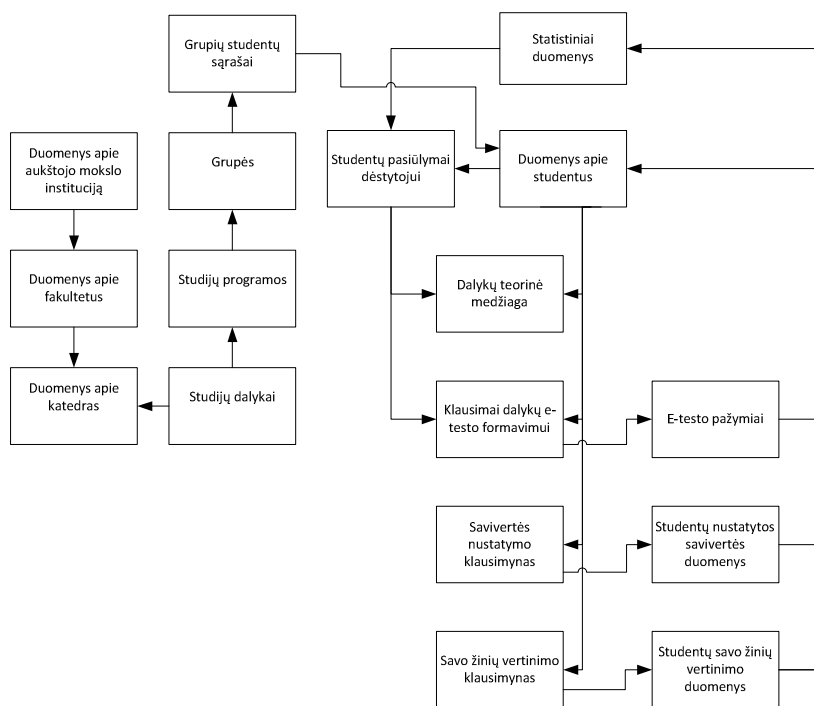 Grupių studentų
sąrašai
Statistiniai
duomenys
Duomenys apie
aukštojo mokslo
instituciją
Grupės
Studentų pasiūlymai
dėstytojui
Duomenys apie
studentus
Duomenys apie
fakultetus
Studijų programos
Dalykų teorinė
medžiaga
Duomenys apie
katedras
Studijų dalykai
Klausimai dalykų e-
testo formavimui
E-testo pažymiai
Savivertės
nustatymo
klausimynas
Studentų nustatytos
savivertės
duomenys
Savo žinių vertinimo
klausimynas
Studentų savo žinių
vertinimo
duomenys